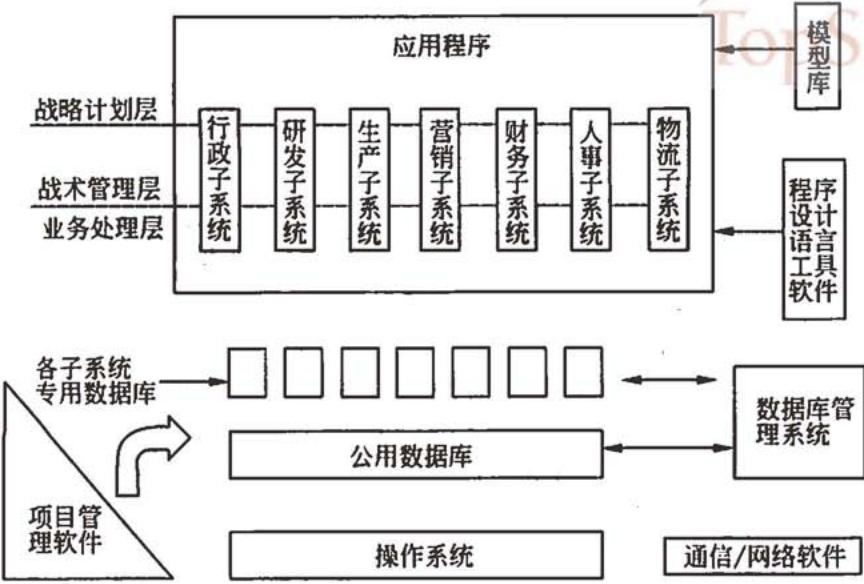 TopS
应用程序
模型库
战略计划层
战术管理层
业务处理层
行政子系统
研发子系统
生产子系统
营销子系统
财务子系统
人事子系统
物流子系统
程序
设计
语言
工具
软件
各子系统
专用数据库
数据库管
理系统
公用数据库
项目管
理软件
操作系统
通信/网络软件